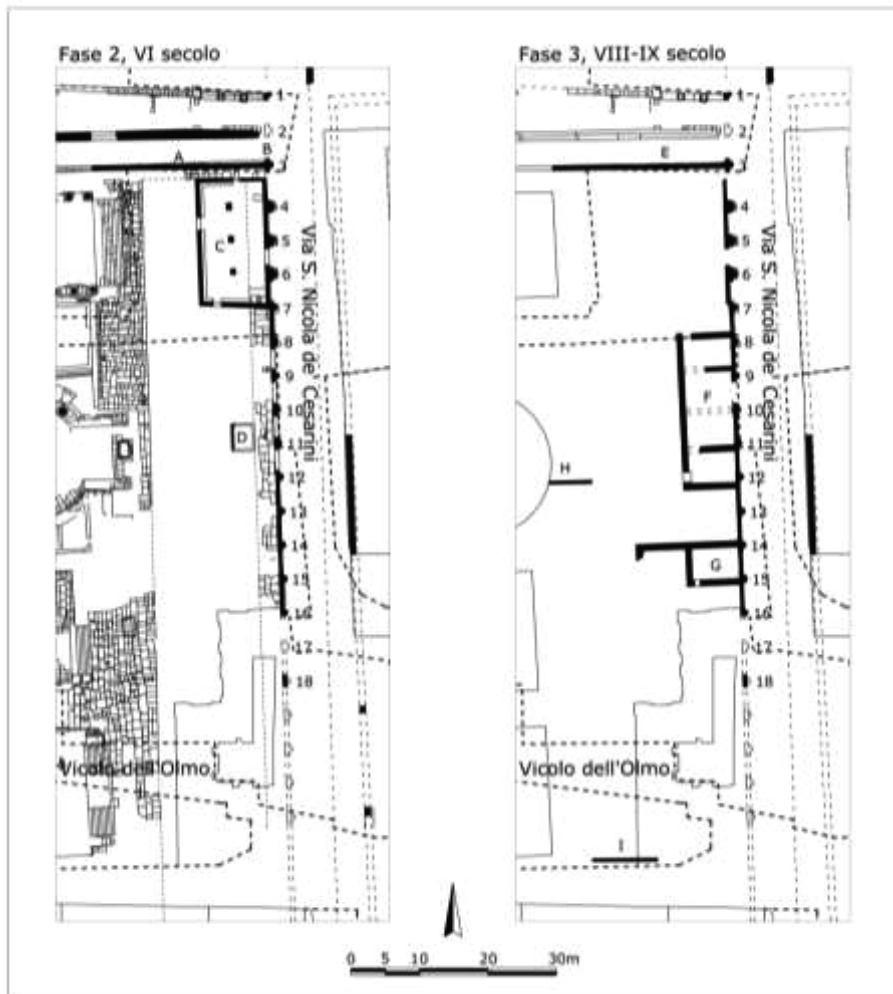 Fase 2, VI secolo
1
2
B
A
3
4
C
5
6
7
8
9
10
D
11
12
13
14
15
16
17
18
Via S. Nicola de' Cesarini
Vicolo dell'Olmo
Fase 3, VIII-IX secolo
1
2
E
3
4
5
6
7
8
9
F
10
11
H
12
13
14
G
15
16
17
18
Via S. Nicola de' Cesarini
Vicolo dell'Olmo
I
0 5 10 20 30m